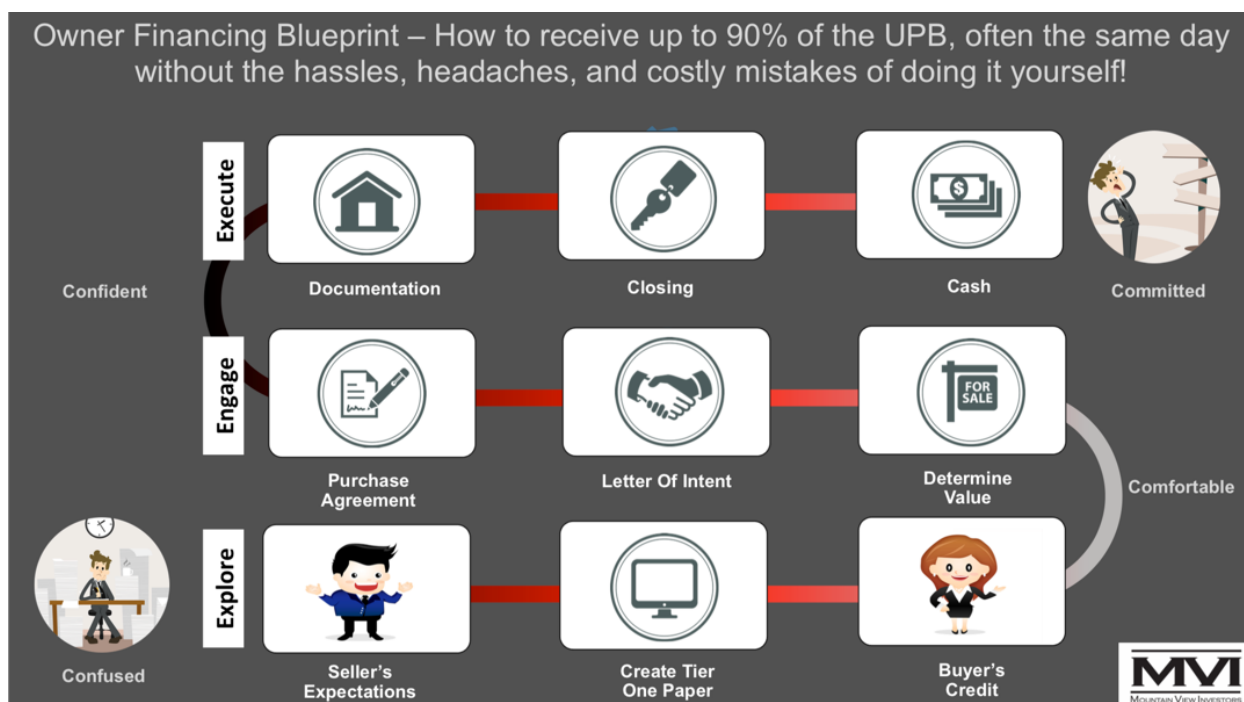 Owner Financing Blueprint – How to receive up to 90% of the UPB, often the same day
without the hassles, headaches, and costly mistakes of doing it yourself!
Execute
Confident
Documentation
Closing
Cash
Committed
Engage
FOR
SALE
Purchase
Agreement
Letter Of Intent
Determine
Value
Comfortable
Explore
Confused
Seller's
Expectations
Create Tier
One Paper
Buyer's
Credit
MVI
MOUNTAIN VIEW INVESTORS